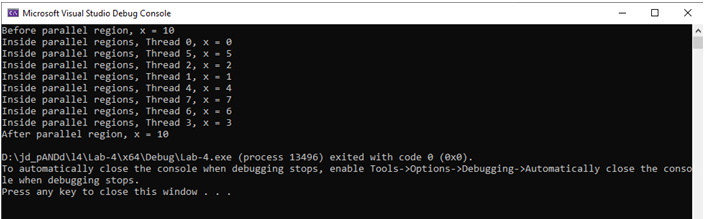 Microsoft Visual Studio Debug Console
Before parallel region, x = 10
Inside parallel regions, Thread 0, x = 0
Inside parallel regions, Thread 5, x = 5
Inside parallel regions, Thread 2, x = 2
Inside parallel regions, Thread 1, x = 1
Inside parallel regions, Thread 4, x = 4
Inside parallel regions, Thread 7, x = 7
Inside parallel regions, Thread 6, x = 6
Inside parallel regions, Thread 3, x = 3
After parallel region, x = 10
D:\jd_pANDd\l4\Lab-4\x64\Debug\Lab-4.exe (process 13496) exited with code 0 (0x0).
To automatically close the console when debugging stops, enable Tools->Options->Debugging->Automatically close the conso
le when debugging stops.
Press any key to close this window . . .